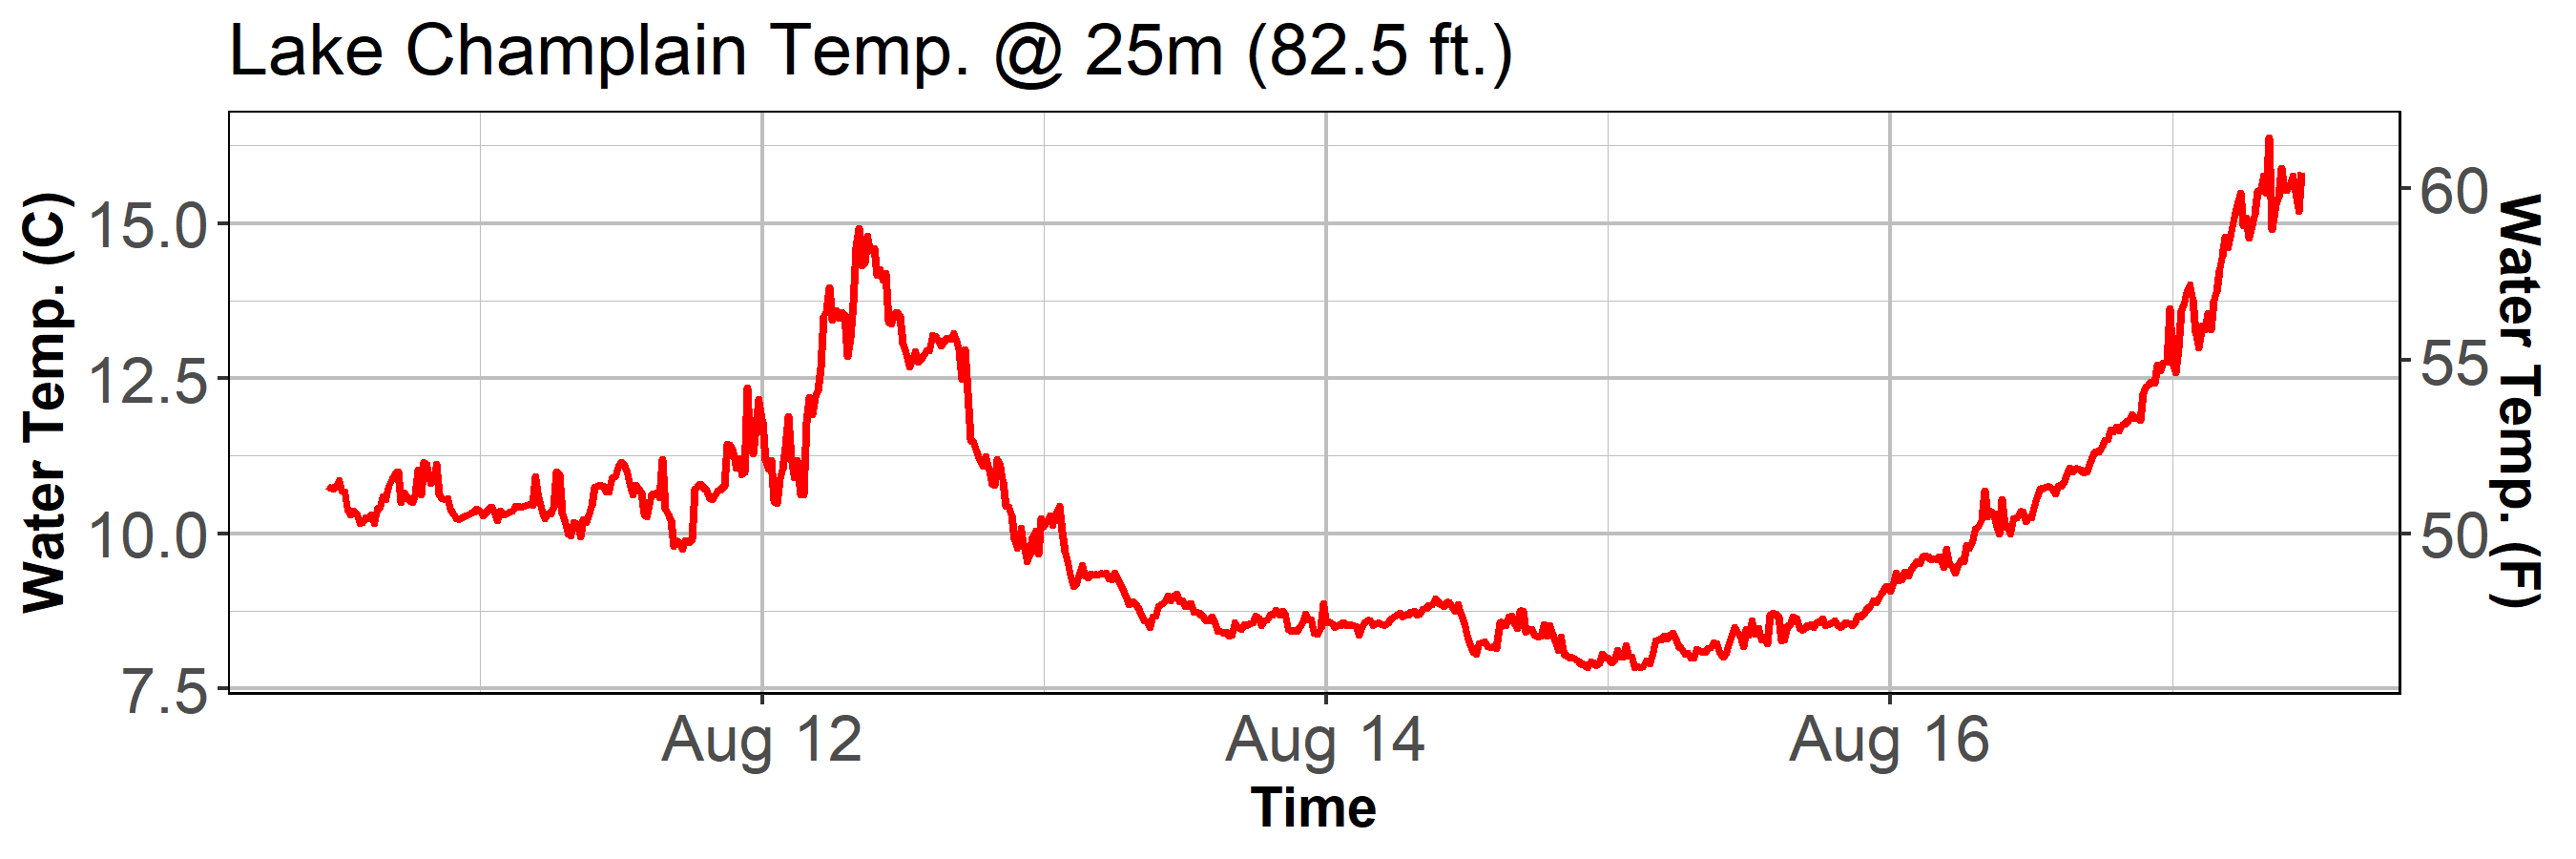 Lake Champlain Temp. @ 25m (82.5 ft.)
Water Temp. (C)
15.0
12.5
10.0
7.5
60
55
50
Water Temp. (F)
Aug 12
Aug 14
Aug 16
Time